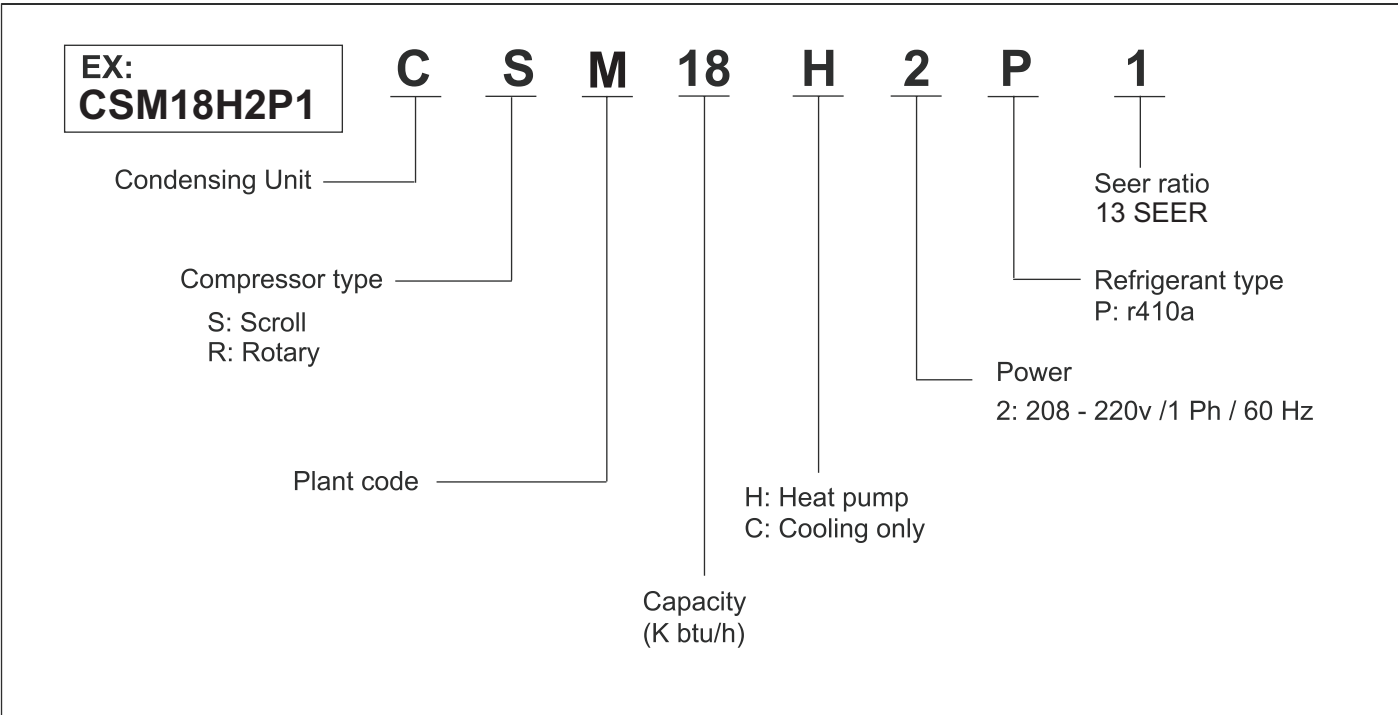 EX:
CSM18H2P1
C S M 18 H 2 P 1
Condensing Unit
Seer ratio
13 SEER
Compressor type
S: Scroll
R: Rotary
Refrigerant type
P: r410a
Power
2: 208 - 220v /1 Ph / 60 Hz
Plant code
H: Heat pump
C: Cooling only
Capacity
(K btu/h)